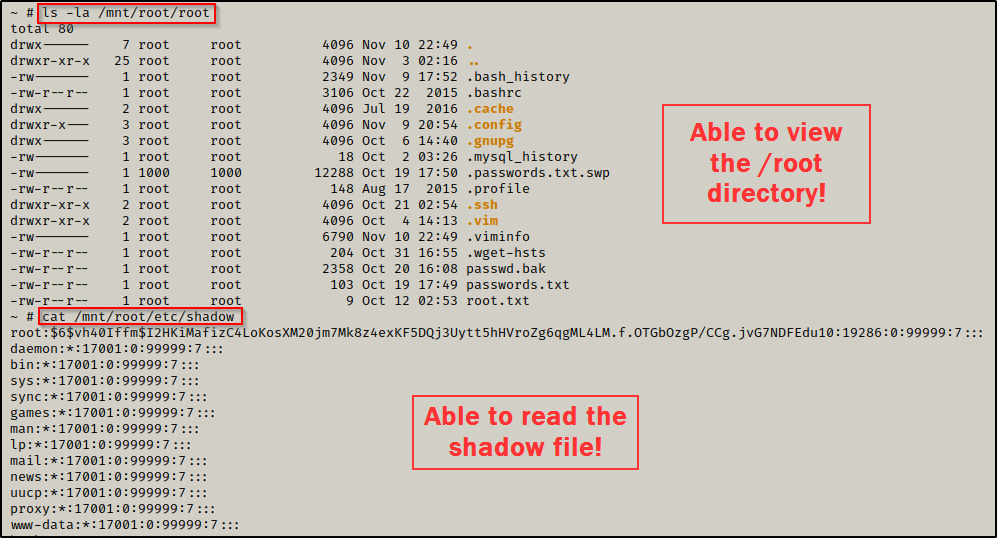 ~ # ls -la /mnt/root/root
total 80
drwx------ 7 root root 4096 Nov 10 22:49 .
drwxr-xr-x 25 root root 4096 Nov 3 02:16 ..
-rw------- 1 root root 2349 Nov 9 17:52 .bash_history
-rw-r--r-- 1 root root 3106 Oct 22 2015 .bashrc
drwx------ 2 root root 4096 Jul 19 2016 .cache
drwxr-x--- 3 root root 4096 Nov 9 20:54 .config
drwx------ 3 root root 4096 Oct 6 14:40 .gnupg
-rw------- 1 root root 18 Oct 2 03:26 .mysql_history
-rw------- 1 1000 1000 12288 Oct 19 17:50 .passwords.txt.swp
-rw-r--r-- 1 root root 148 Aug 17 2015 .profile
drwxr-xr-x 2 root root 4096 Oct 21 02:54 .ssh
drwxr-xr-x 2 root root 4096 Oct 4 14:13 .vim
-rw------- 1 root root 6790 Nov 10 22:49 .viminfo
-rw-r--r-- 1 root root 204 Oct 31 16:55 .wget-hsts
-rw-r--r-- 1 root root 2358 Oct 20 16:08 passwd.bak
-rw-r--r-- 1 root root 103 Oct 19 17:49 passwords.txt
-rw-r--r-- 1 root root 9 Oct 12 02:53 root.txt
Able to view
the /root
directory!
~ # cat /mnt/root/etc/shadow
root:$6$vh40Iffm$I2HKiMafizC4LoKosXM20jm7Mk8z4exKF5DQj3Uytt5hHVroZg6qgML4LM.f.OTGbOzgP/CCg.jvG7NDFEdu10:19286:0:99999:7:::
daemon:*:17001:0:99999:7:::
bin:*:17001:0:99999:7:::
sys:*:17001:0:99999:7:::
sync:*:17001:0:99999:7:::
games:*:17001:0:99999:7:::
man:*:17001:0:99999:7:::
lp:*:17001:0:99999:7:::
mail:*:17001:0:99999:7:::
news:*:17001:0:99999:7:::
uucp:*:17001:0:99999:7:::
proxy:*:17001:0:99999:7:::
www-data:*:17001:0:99999:7:::
Able to read the
shadow file!